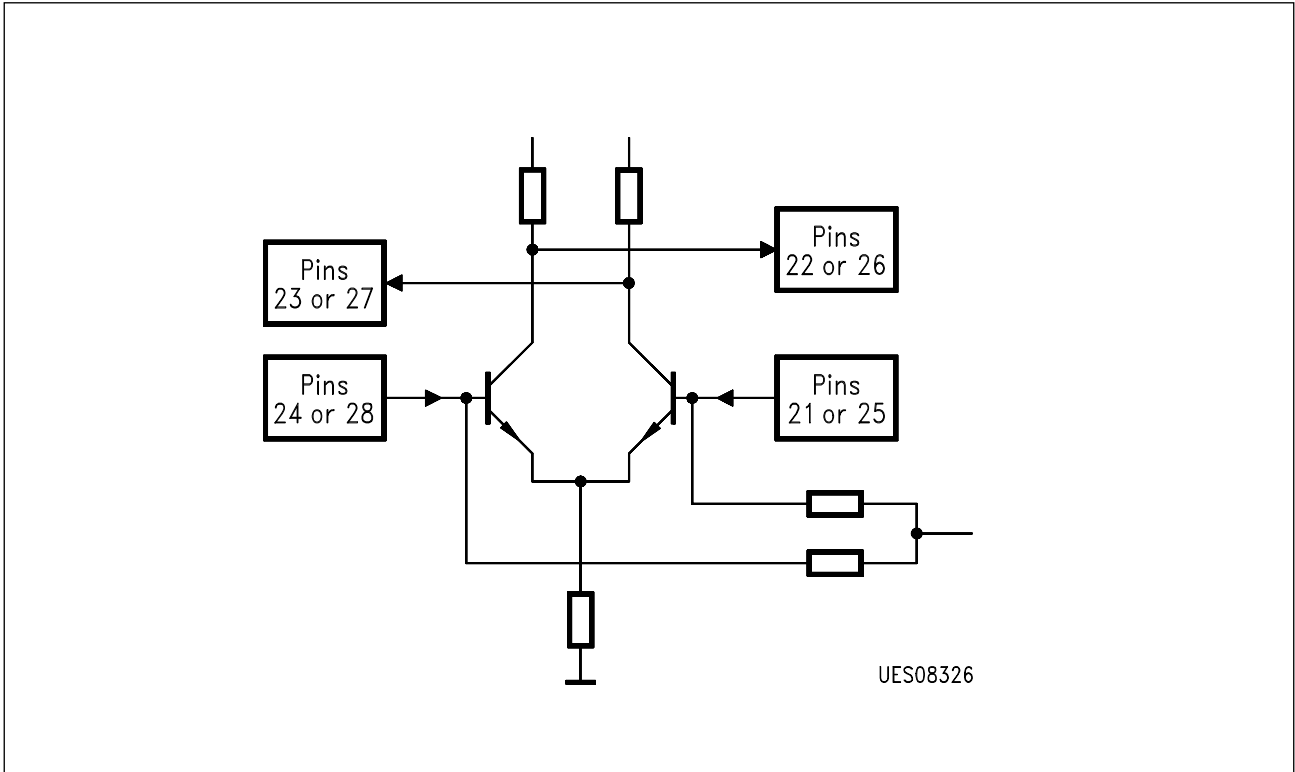 Pins
22 or 26
Pins
23 or 27
Pins
24 or 28
Pins
21 or 25
UES08326